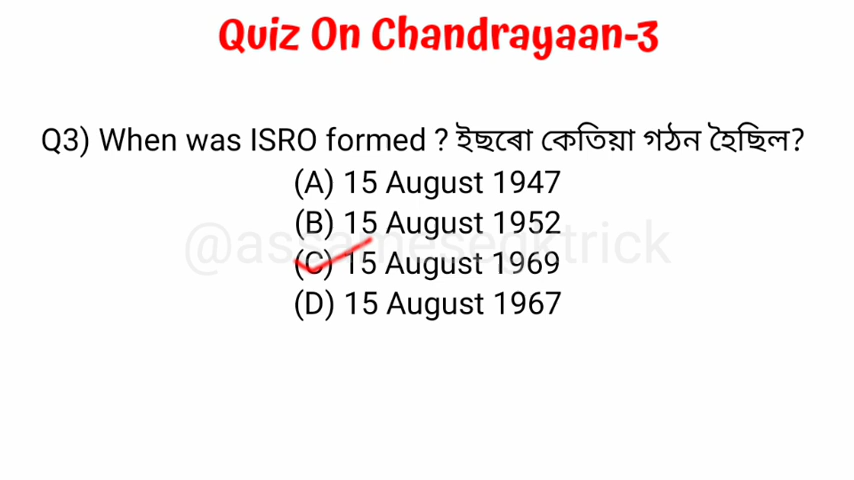 Quiz On Chandrayaan-3
Q3) When was ISRO formed ? ইছৰো কেতিয়া গঠন হৈছিল?
(A) 15 August 1947
(B) 15 August 1952
@assamesegktrick
(C) 15 August 1969
(D) 15 August 1967